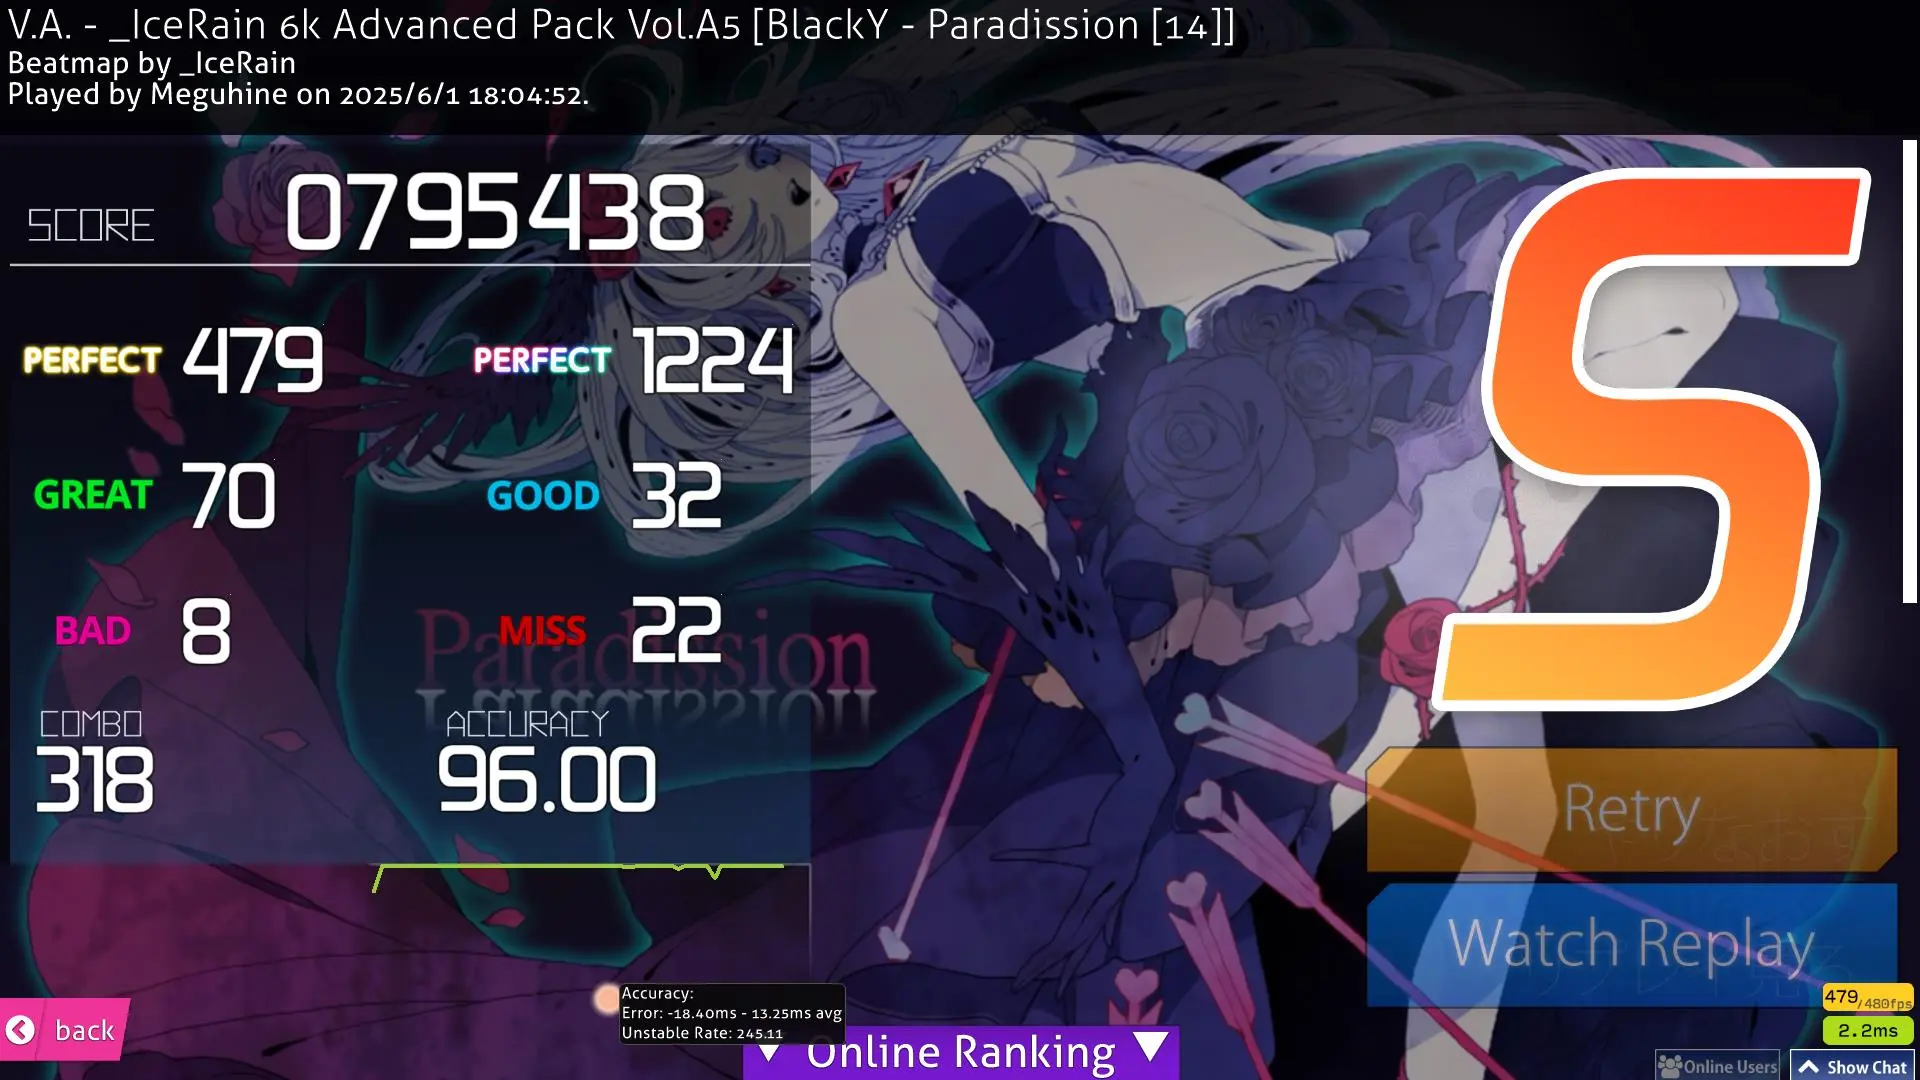 V.A. - _IceRain 6k Advanced Pack Vol.A5 [BlackY - Paradission [14]]
Beatmap by _IceRain
Played by Meguhine on 2025/6/1 18:04:52.
SCORE 0795438
PERFECT 479 PERFECT 1224
GREAT 70 GOOD 32
BAD 8 MISS 22
Paradission
COMBO ACCURACY
318 96.00
Retry
Watch Replay
Accuracy:
Error: -18.40ms - 13.25ms avg
Unstable Rate: 245.11
479/480fps
2.2ms
back
Online Ranking
Online Users
Show Chat